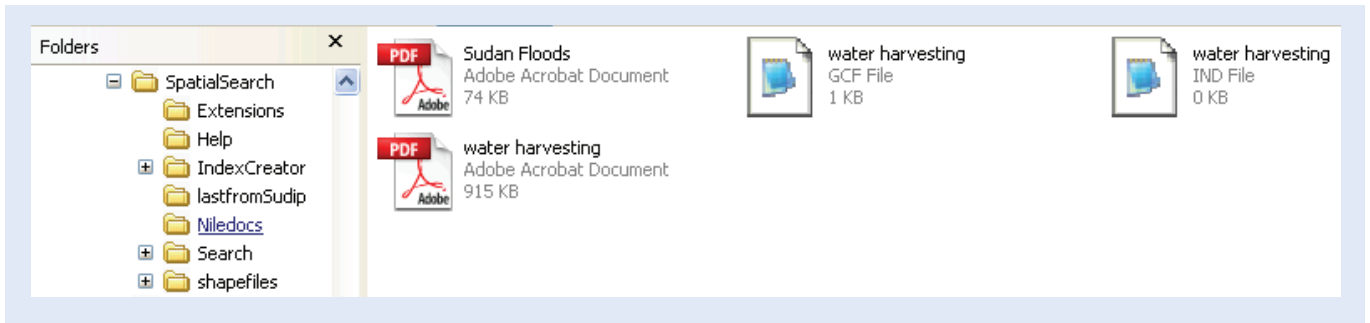 Folders
SpatialSearch
Extensions
Help
IndexCreator
lastfromSudip
Niledocs
Search
shapefiles
PDF
Adobe
Sudan Floods
Adobe Acrobat Document
74 KB
water harvesting
GCF File
1 KB
water harvesting
IND File
0 KB
PDF
Adobe
water harvesting
Adobe Acrobat Document
915 KB